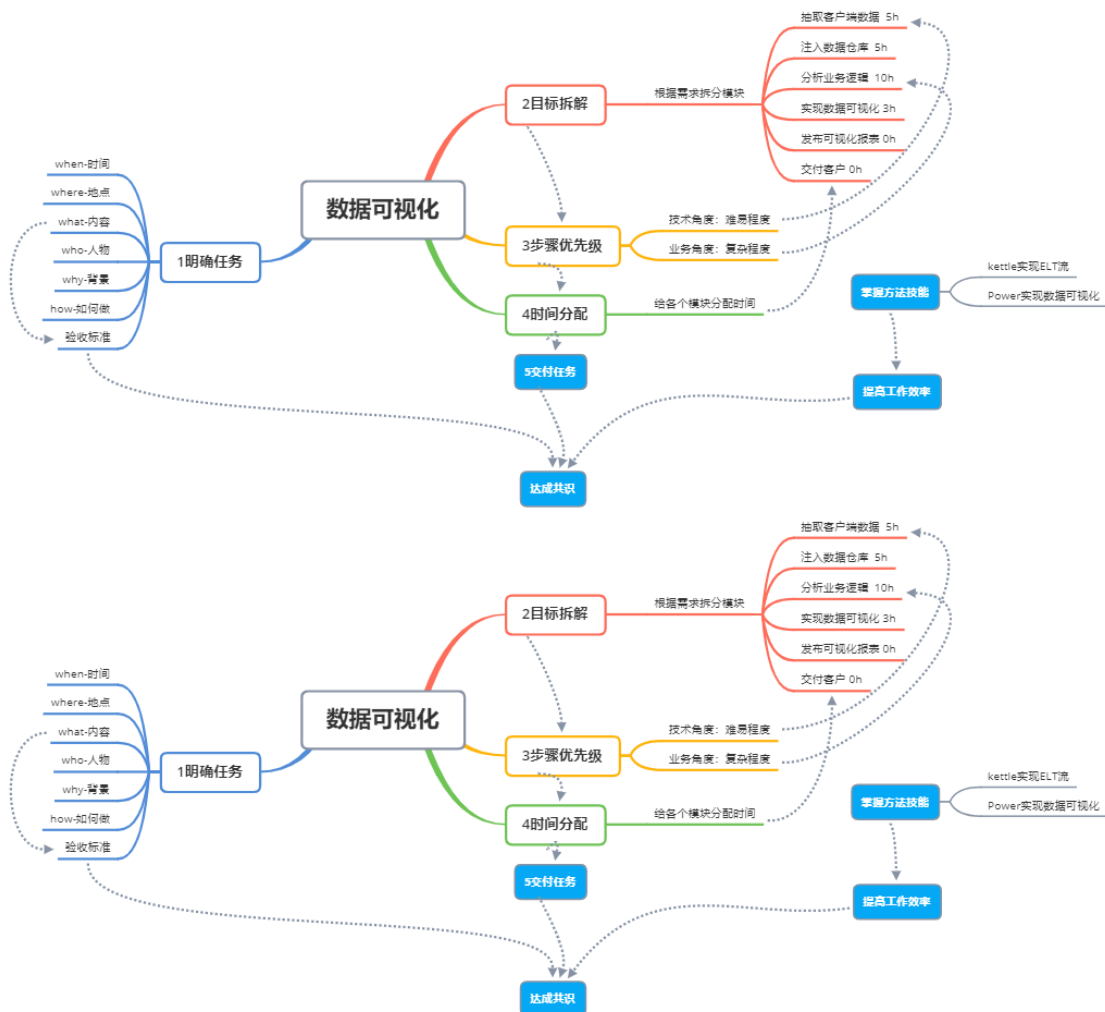 抽取客户端数据 5h
注入数据仓库 5h
分析业务逻辑 10h
2目标拆解
根据需求拆分模块
实现数据可视化 3h
发布可视化报表 0h
交付客户 0h
when-时间
where-地点
what-内容
who-人物
why-背景
how-如何做
验收标准
1明确任务
数据可视化
3步骤优先级
技术角度：难易程度
业务角度：复杂程度
4时间分配
给各个模块分配时间
掌握方法技能
kettle实现ELT流
Power实现数据可视化
5交付任务
提高工作效率
达成共识
抽取客户端数据 5h
注入数据仓库 5h
分析业务逻辑 10h
2目标拆解
根据需求拆分模块
实现数据可视化 3h
发布可视化报表 0h
交付客户 0h
when-时间
where-地点
what-内容
who-人物
why-背景
how-如何做
验收标准
1明确任务
数据可视化
3步骤优先级
技术角度：难易程度
业务角度：复杂程度
4时间分配
给各个模块分配时间
掌握方法技能
kettle实现ELT流
Power实现数据可视化
5交付任务
提高工作效率
达成共识